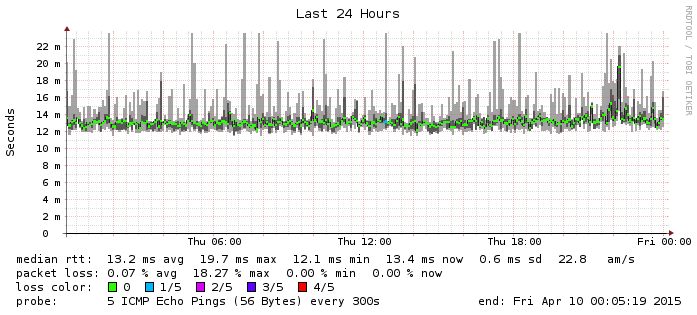 Last 24 Hours
RRDTOOL / TOBI OETIKER
Seconds
22 m
20 m
18 m
16 m
14 m
12 m
10 m
8 m
6 m
4 m
2 m
0
Thu 06:00 Thu 12:00 Thu 18:00 Fri 00:00
median rtt: 13.2 ms avg 19.7 ms max 12.1 ms min 13.4 ms now 0.6 ms sd 22.8 am/s
packet loss: 0.07 % avg 18.27 % max 0.00 % min 0.00 % now
loss color: 0 1/5 2/5 3/5 4/5
probe: 5 ICMP Echo Pings (56 Bytes) every 300s end: Fri Apr 10 00:05:19 2015